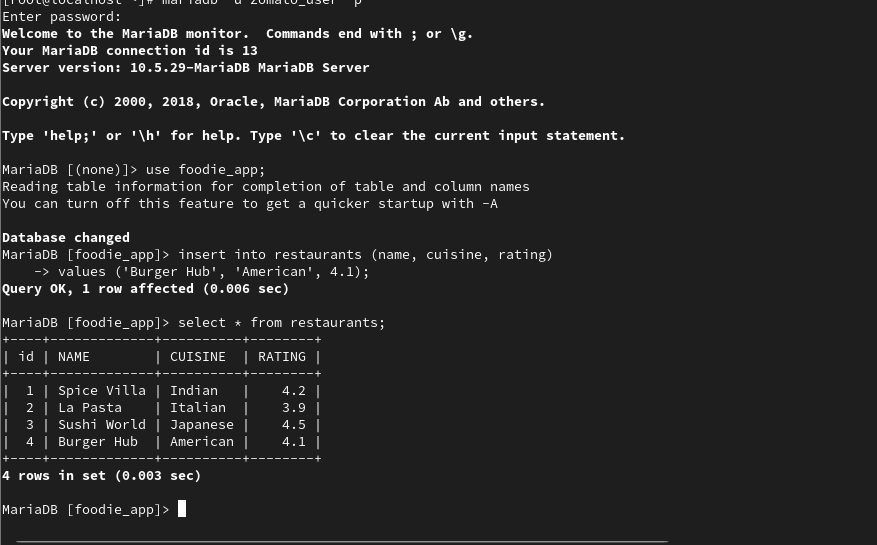 [root@localhost ~]# mariadb -u zomato_user -p
Enter password:
Welcome to the MariaDB monitor.  Commands end with ; or \g.
Your MariaDB connection id is 13
Server version: 10.5.29-MariaDB MariaDB Server
Copyright (c) 2000, 2018, Oracle, MariaDB Corporation Ab and others.
Type 'help;' or '\h' for help. Type '\c' to clear the current input statement.
MariaDB [(none)]> use foodie_app;
Reading table information for completion of table and column names
You can turn off this feature to get a quicker startup with -A
Database changed
MariaDB [foodie_app]> insert into restaurants (name, cuisine, rating)
    -> values ('Burger Hub', 'American', 4.1);
Query OK, 1 row affected (0.006 sec)
MariaDB [foodie_app]> select * from restaurants;
+----+-------------+----------+--------+
| id | NAME        | CUISINE  | RATING |
+----+-------------+----------+--------+
|  1 | Spice Villa | Indian   |    4.2 |
|  2 | La Pasta    | Italian  |    3.9 |
|  3 | Sushi World | Japanese |    4.5 |
|  4 | Burger Hub  | American |    4.1 |
+----+-------------+----------+--------+
4 rows in set (0.003 sec)
MariaDB [foodie_app]>